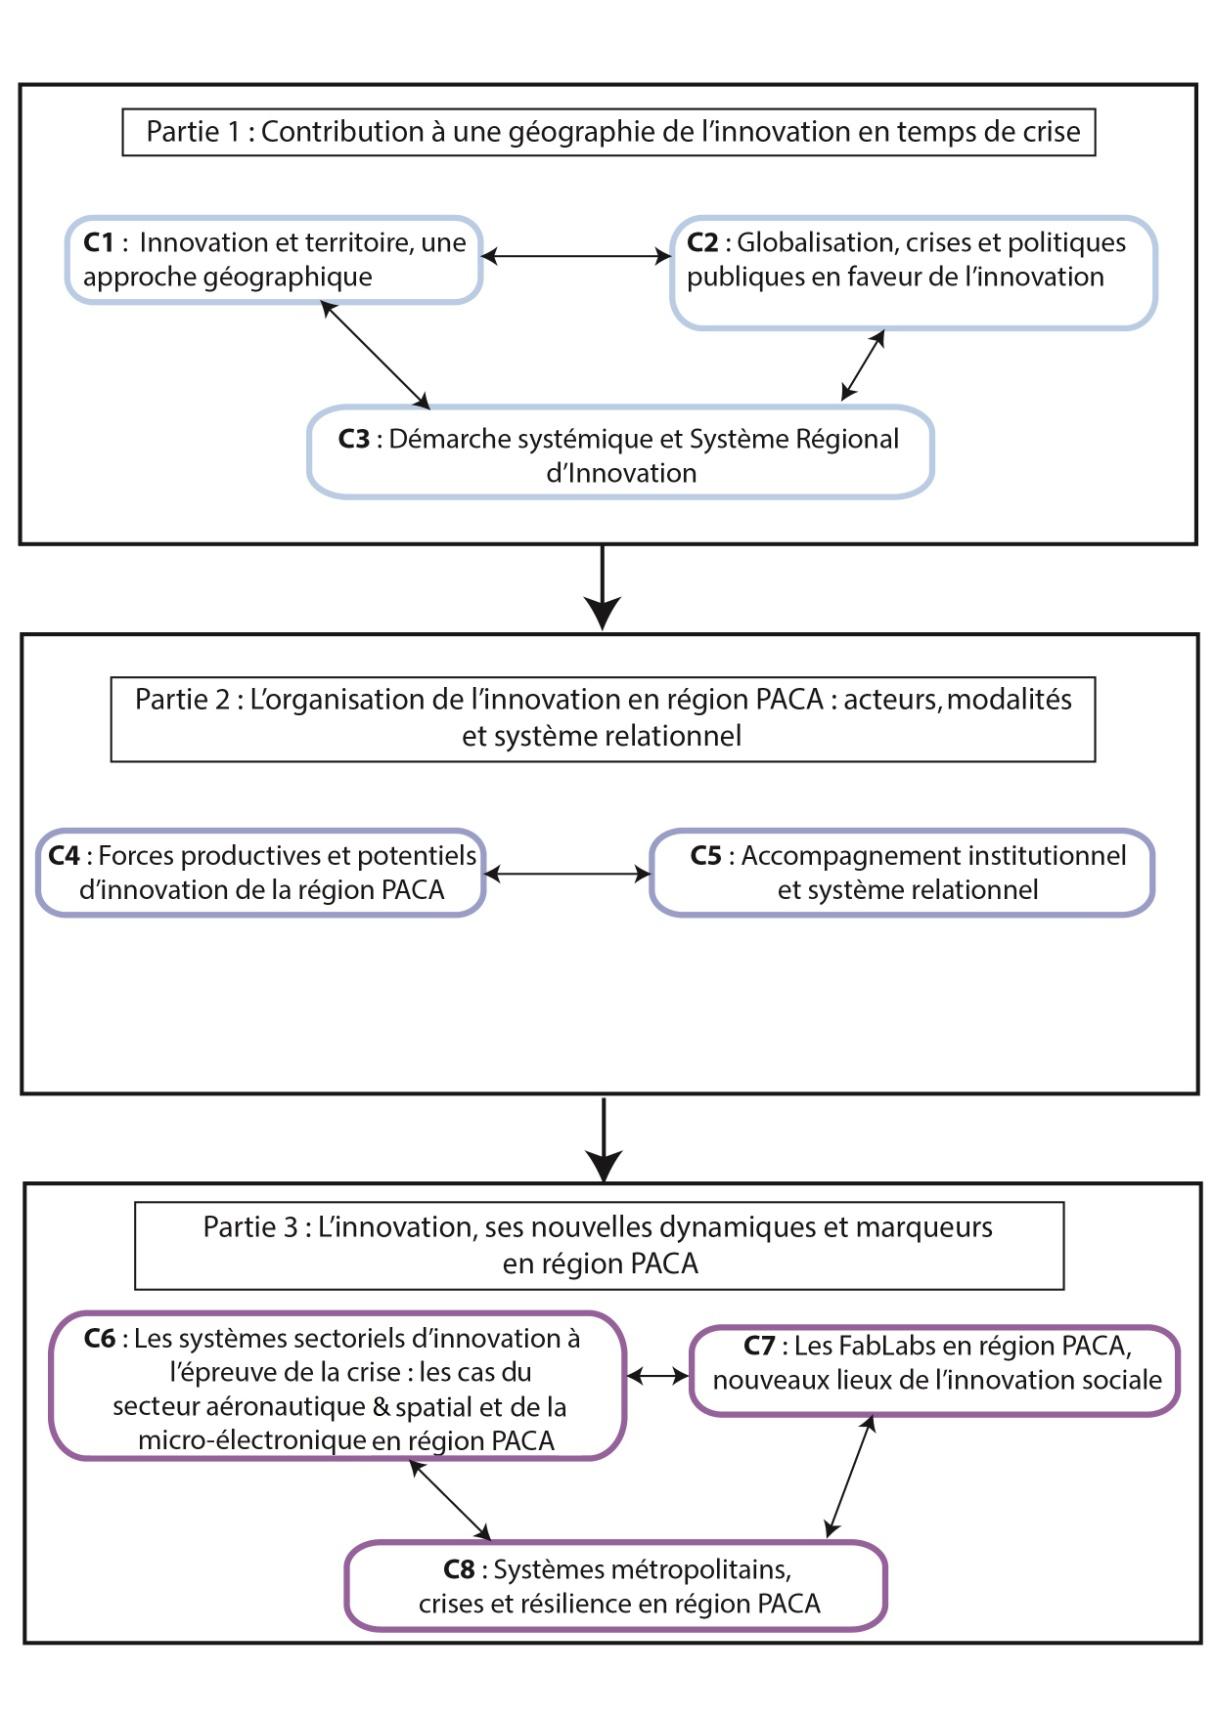 Partie 1 : Contribution à une géographie de l’innovation en temps de crise
C1 : Innovation et territoire, une
approche géographique
C2 : Globalisation, crises et politiques
publiques en faveur de l’innovation
C3 : Démarche systémique et Système Régional
d’Innovation
Partie 2 : L’organisation de l’innovation en région PACA : acteurs, modalités
et système relationnel
C4 : Forces productives et potentiels
d’innovation de la région PACA
C5 : Accompagnement institutionnel
et système relationnel
Partie 3 : L’innovation, ses nouvelles dynamiques et marqueurs
en région PACA
C6 : Les systèmes sectoriels d’innovation à
l’épreuve de la crise : les cas du
secteur aéronautique & spatial et de la
micro-électronique en région PACA
C7 : Les FabLabs en région PACA,
nouveaux lieux de l’innovation sociale
C8 : Systèmes métropolitains,
crises et résilience en région PACA